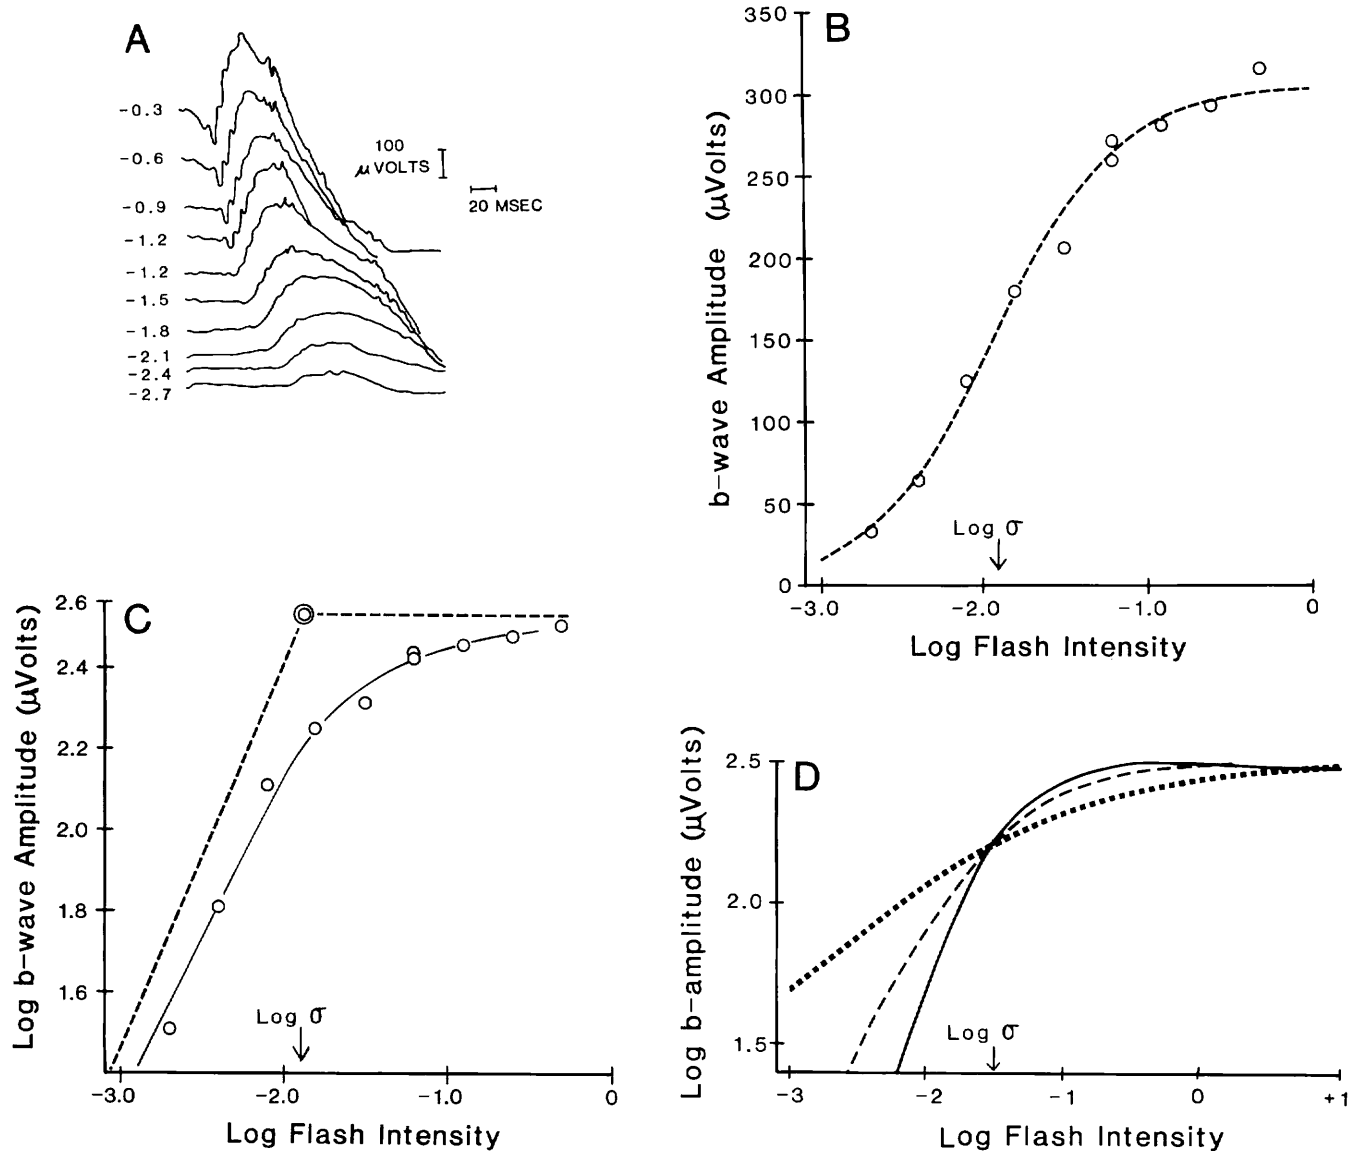 A
-0.3
-0.6
-0.9
-1.2
-1.2
-1.5
-1.8
-2.1
-2.4
-2.7
100
μ VOLTS
20 MSEC
B
b-wave Amplitude (μVolts)
350
300
250
200
150
100
50
0
Log σ
-3.0
-2.0
-1.0
0
Log Flash Intensity
C
Log b-wave Amplitude (μVolts)
2.6
2.4
2.2
2.0
1.8
1.6
Log σ
-3.0
-2.0
-1.0
0
Log Flash Intensity
D
Log b-amplitude (μVolts)
2.5
2.0
1.5
Log σ
-3
-2
-1
0
+1
Log Flash Intensity